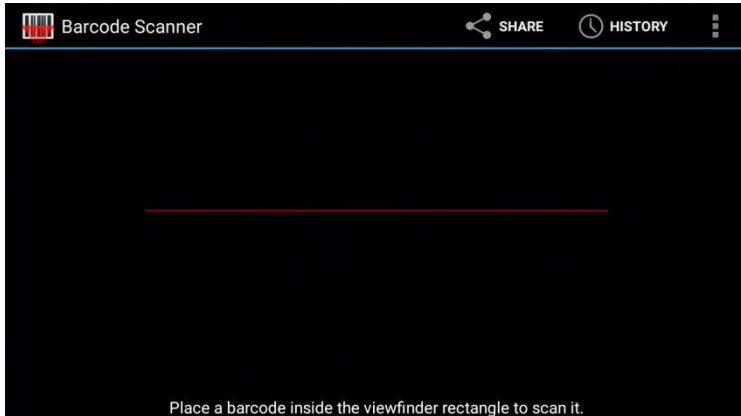 Barcode Scanner
SHARE
HISTORY
Place a barcode inside the viewfinder rectangle to scan it.